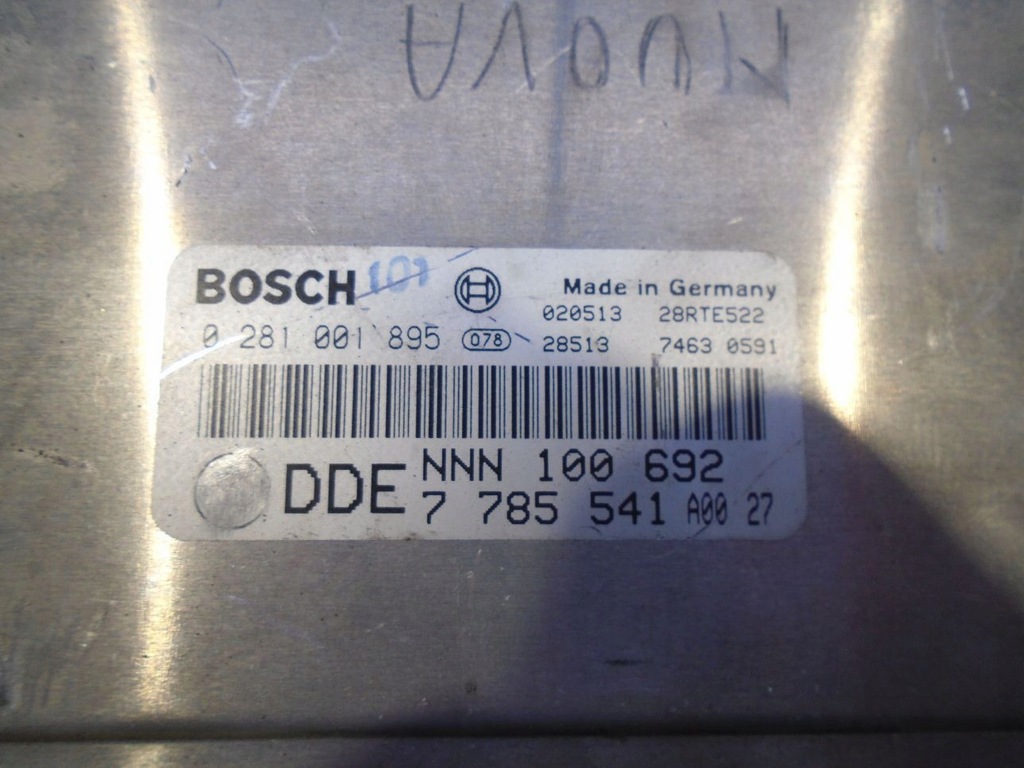 NUOVA
BOSCH 101 Made in Germany
020513 28RTE522
0 281 001 895 078 28513 7463 0591
DDE NNN 100 692
7 785 541 A00 27